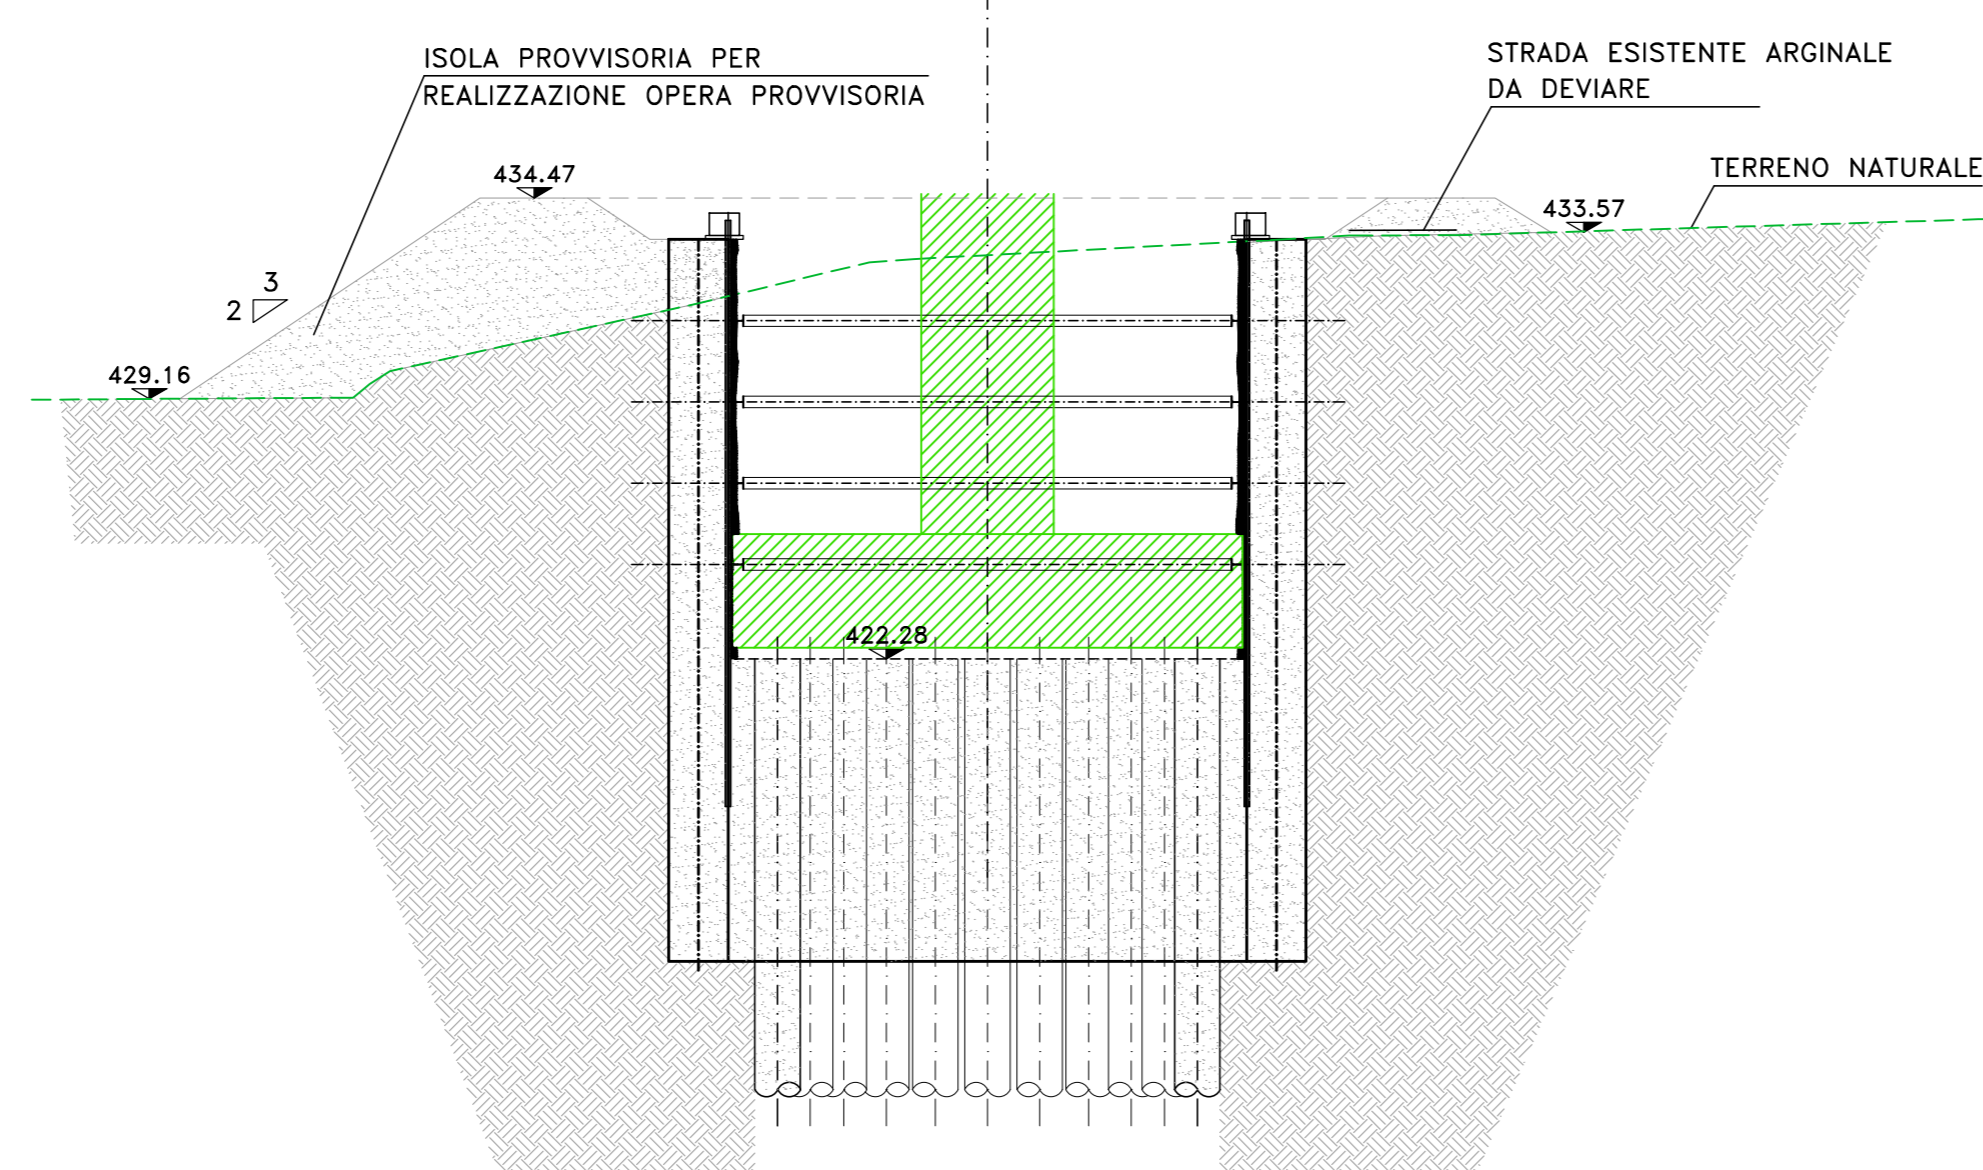 ISOLA PROVVISORIA PER
REALIZZAZIONE OPERA PROVVISORIA
STRADA ESISTENTE ARGINALE
DA DEVIARE
TERRENO NATURALE
434.47
433.57
3
2
429.16
422.28